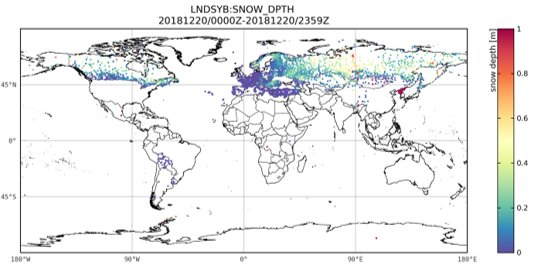 LNDSYB:SNOW_DPTH
20181220/0000Z-20181220/2359Z
1
snow depth [m]
0.8
45°N
0.6
0°
0.4
45°S
0.2
0
180°W
90°W
0°
90°E
180°E